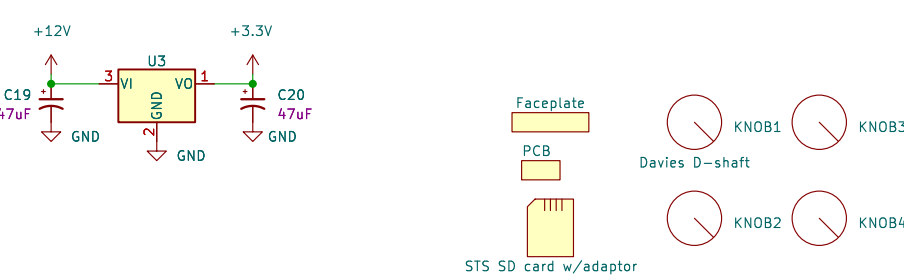 +12V
+3.3V
U3
3
VI
VO
1
C19
47uF
GND
GND
2
GND
C20
47uF
GND
Faceplate
PCB
STS SD card w/adaptor
KNOB1
KNOB3
Davies D-shaft
KNOB2
KNOB4